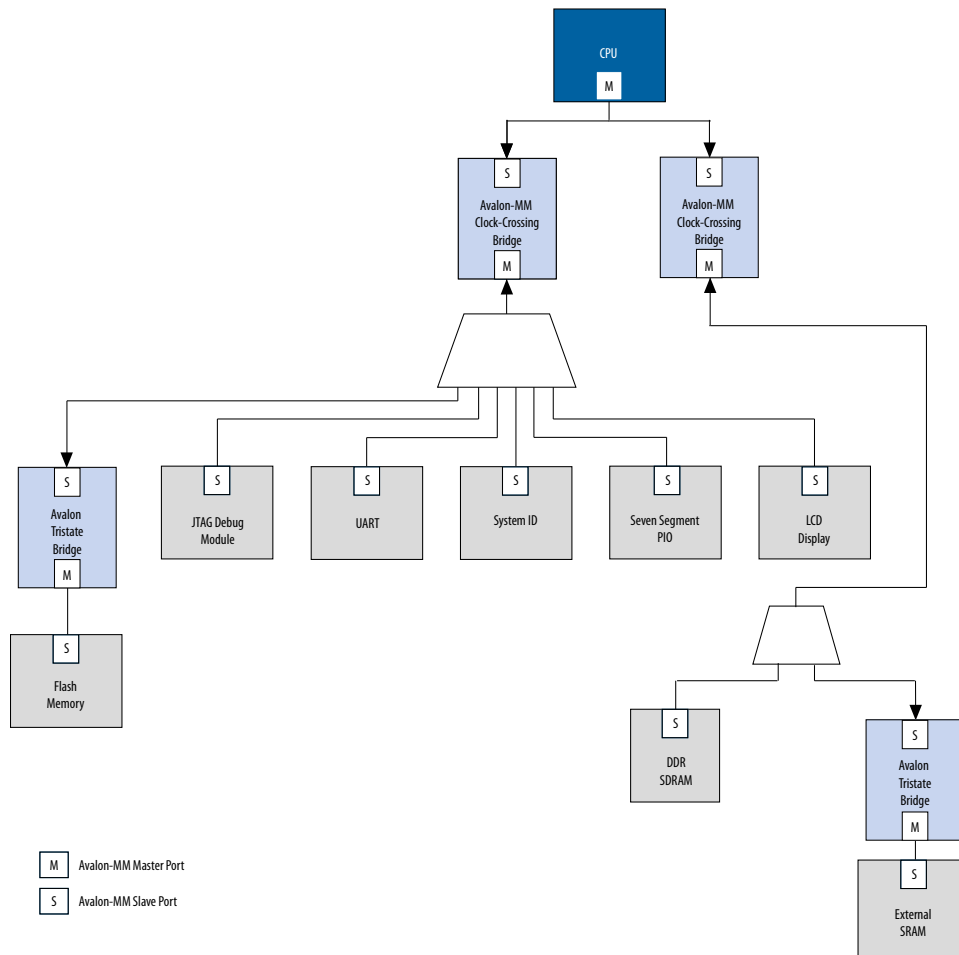 CPU
M
S
S
Avalon-MM
Clock-Crossing
Bridge
Avalon-MM
Clock-Crossing
Bridge
M
M
S
Avalon
Tristate
Bridge
M
S
JTAG Debug
Module
S
UART
S
System ID
S
Seven Segment
PIO
S
LCD
Display
S
Flash
Memory
S
DDR
SDRAM
S
Avalon
Tristate
Bridge
M
S
External
SRAM
M Avalon-MM Master Port
S Avalon-MM Slave Port